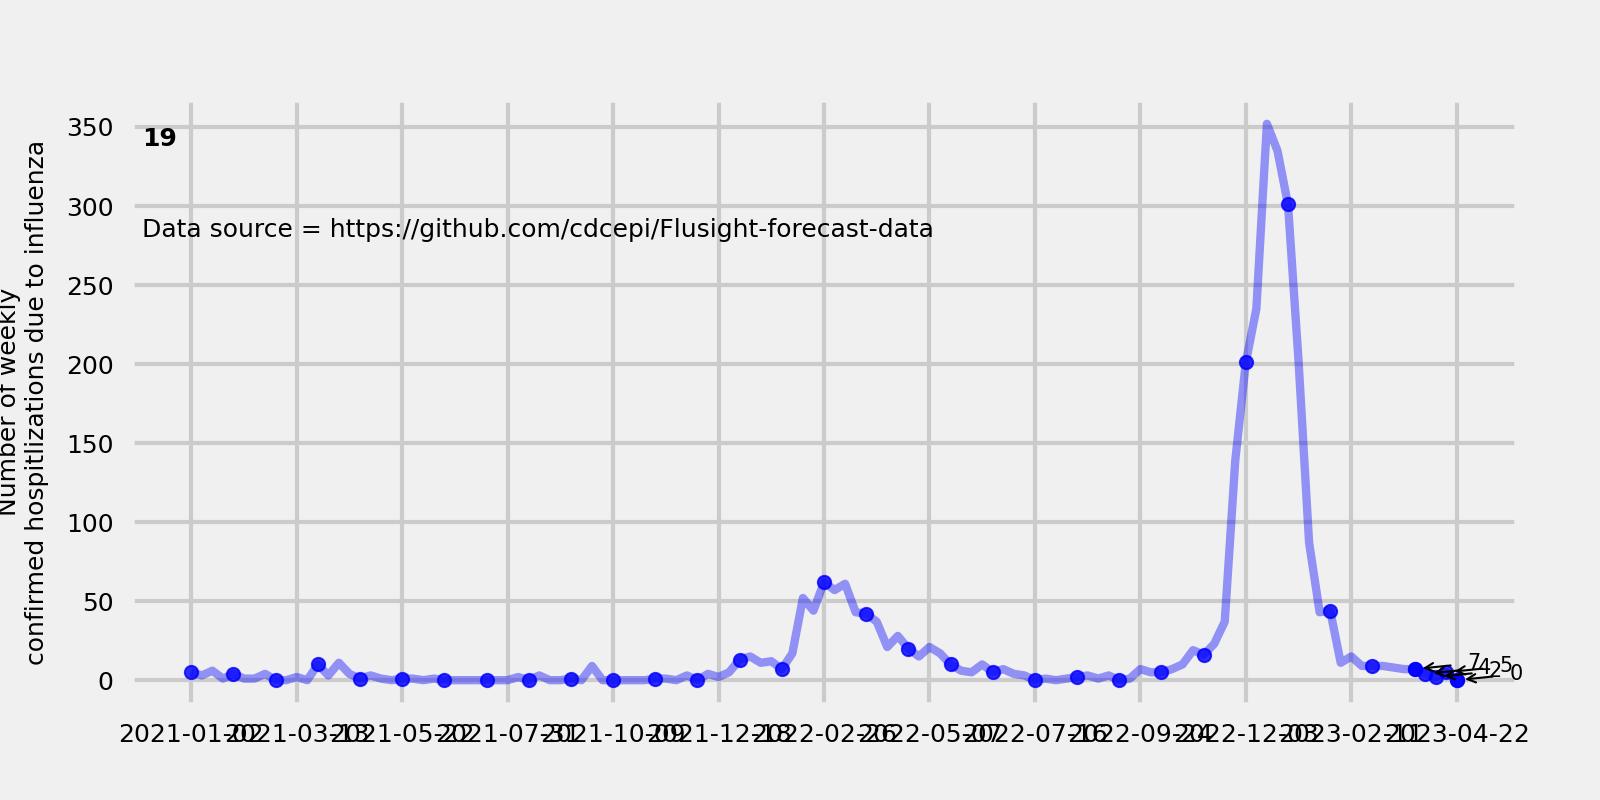 Number of weekly
confirmed hospitlizations due to influenza
350
300
250
200
150
100
50
0
19
Data source = https://github.com/cdcepi/Flusight-forecast-data
7 4 2 5 0
2021-01-02 2021-03-13 2021-05-22 2021-07-31 2021-10-09 2021-12-18 2022-02-26 2022-05-07 2022-07-16 2022-09-24 2022-12-03 2023-02-11 2023-04-22